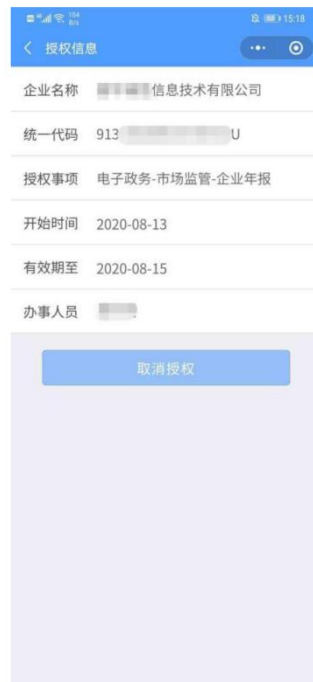 15:18
授权信息
企业名称 信息技术有限公司
统一代码 913 U
授权事项 电子政务-市场监管-企业年报
开始时间 2020-08-13
有效期至 2020-08-15
办事人员
取消授权